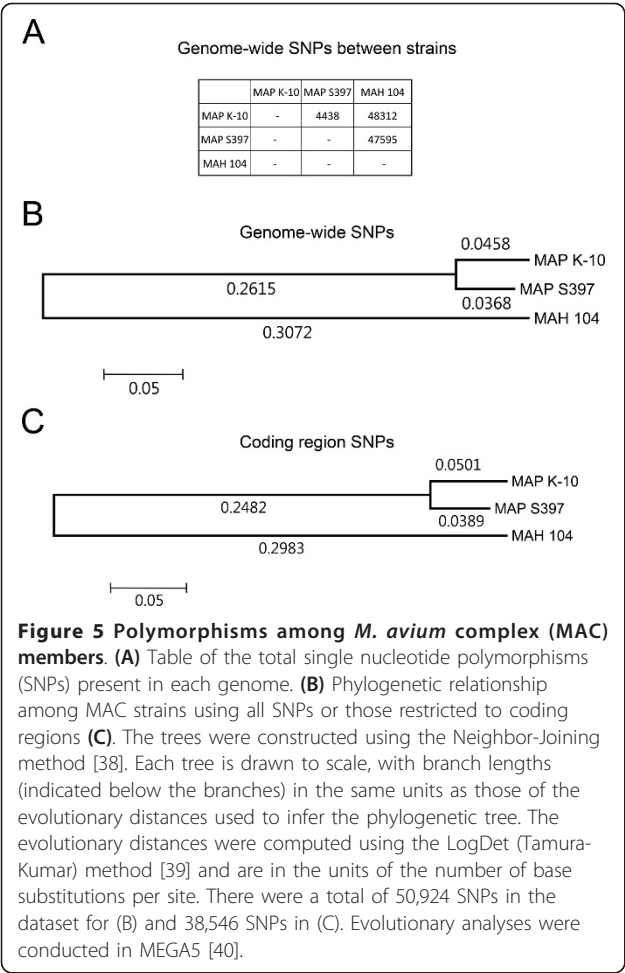 A
Genome-wide SNPs between strains
MAP K-10 MAP S397 MAH 104
MAP K-10 - 4438 48312
MAP S397 - - 47595
MAH 104 - - -
B
Genome-wide SNPs
0.0458
MAP K-10
0.2615
MAP S397
0.0368
MAH 104
0.3072
0.05
C
Coding region SNPs
0.0501
MAP K-10
0.2482
MAP S397
0.0389
MAH 104
0.2983
0.05
Figure 5 Polymorphisms among M. avium complex (MAC)
members. (A) Table of the total single nucleotide polymorphisms
(SNPs) present in each genome. (B) Phylogenetic relationship
among MAC strains using all SNPs or those restricted to coding
regions (C). The trees were constructed using the Neighbor-Joining
method [38]. Each tree is drawn to scale, with branch lengths
(indicated below the branches) in the same units as those of the
evolutionary distances used to infer the phylogenetic tree. The
evolutionary distances were computed using the LogDet (Tamura-
Kumar) method [39] and are in the units of the number of base
substitutions per site. There were a total of 50,924 SNPs in the
dataset for (B) and 38,546 SNPs in (C). Evolutionary analyses were
conducted in MEGA5 [40].